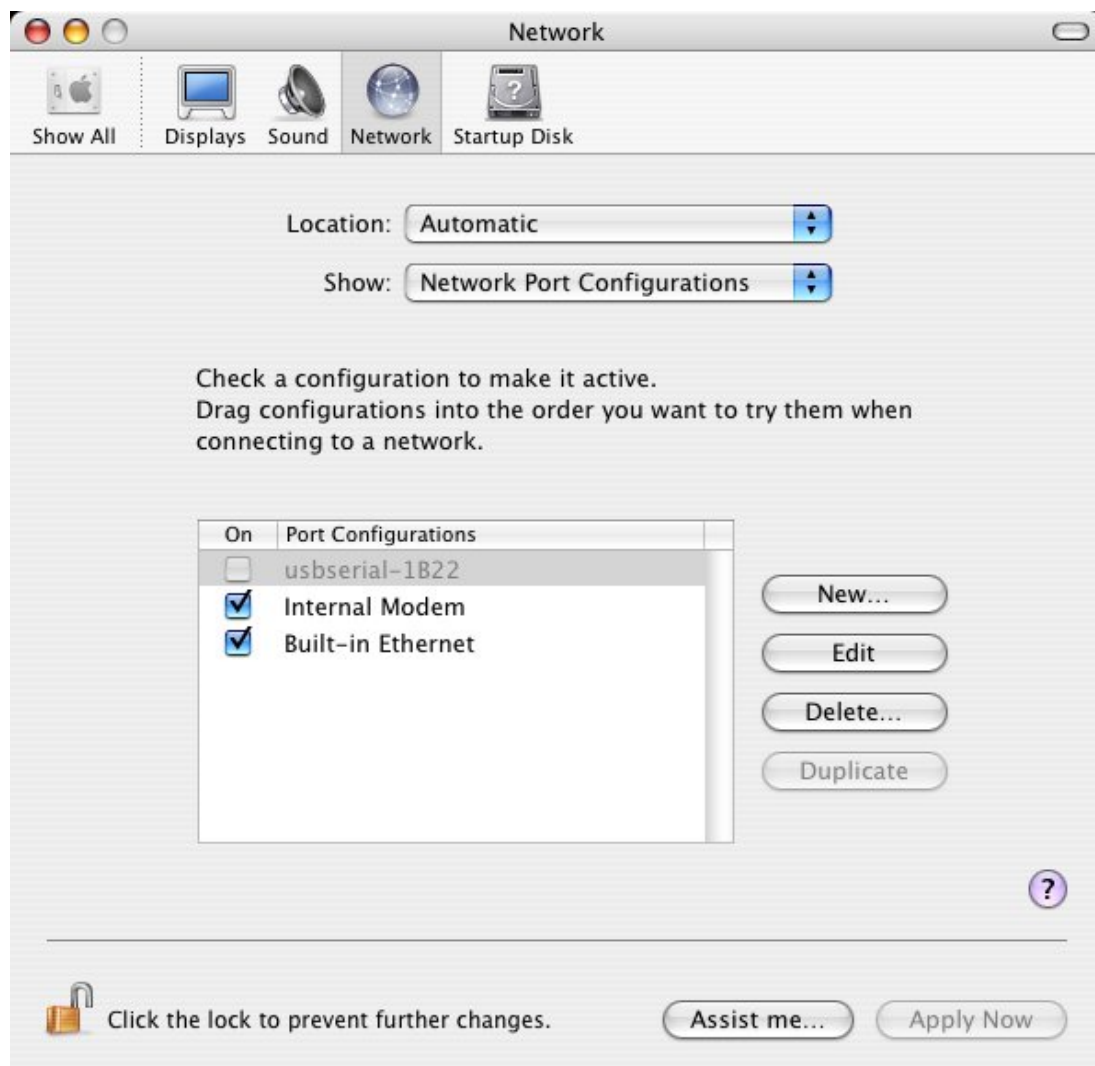 Network
Show All
Displays
Sound
Network
Startup Disk
Location: Automatic
Show: Network Port Configurations
Check a configuration to make it active.
Drag configurations into the order you want to try them when
connecting to a network.
On Port Configurations
usbserial-1B22
Internal Modem
Built-in Ethernet
New...
Edit
Delete...
Duplicate
?
Click the lock to prevent further changes.
Assist me...
Apply Now